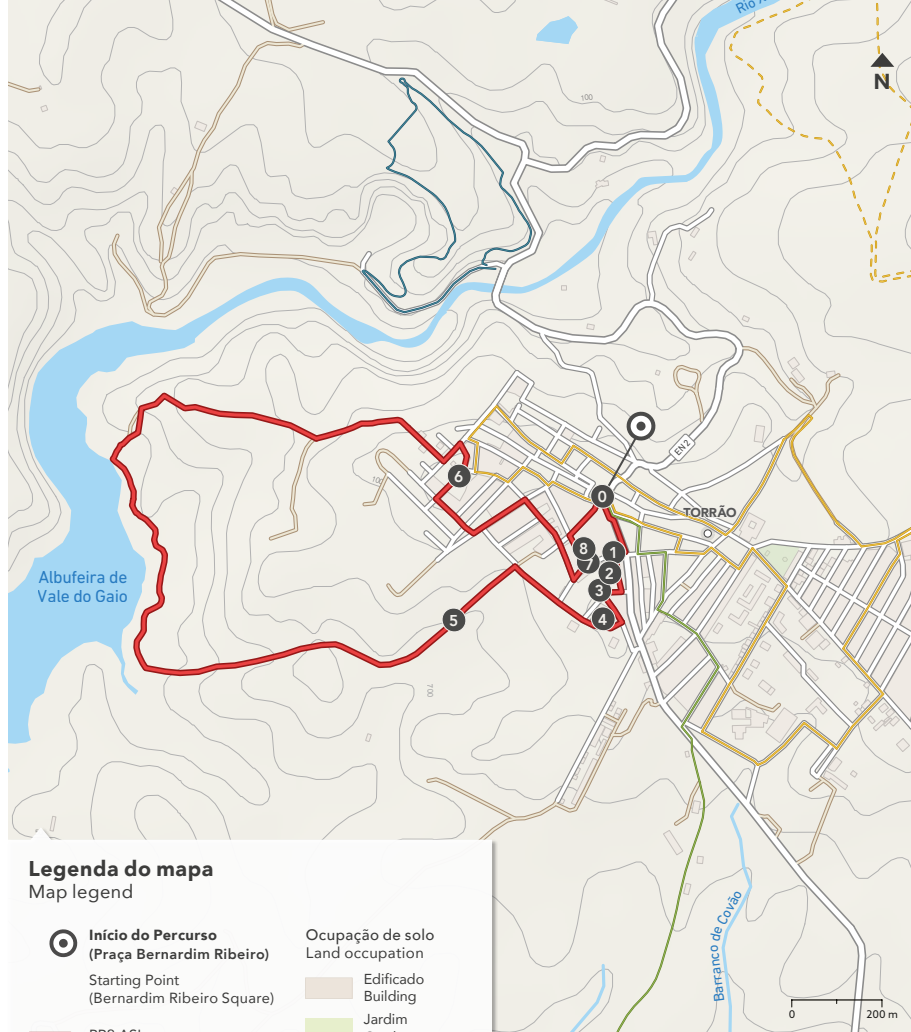 Rio
N
100
EN2
0
TORRÃO
6
100
8
1
7
2
3
4
5
Albufeira de
Vale do Gaio
100
Barranco de Covão
0
200 m
Legenda do mapa
Map legend
Início do Percurso
(Praça Bernardim Ribeiro)
Starting Point
(Bernardim Ribeiro Square)
Ocupação de solo
Land occupation
Edificado
Building
Jardim